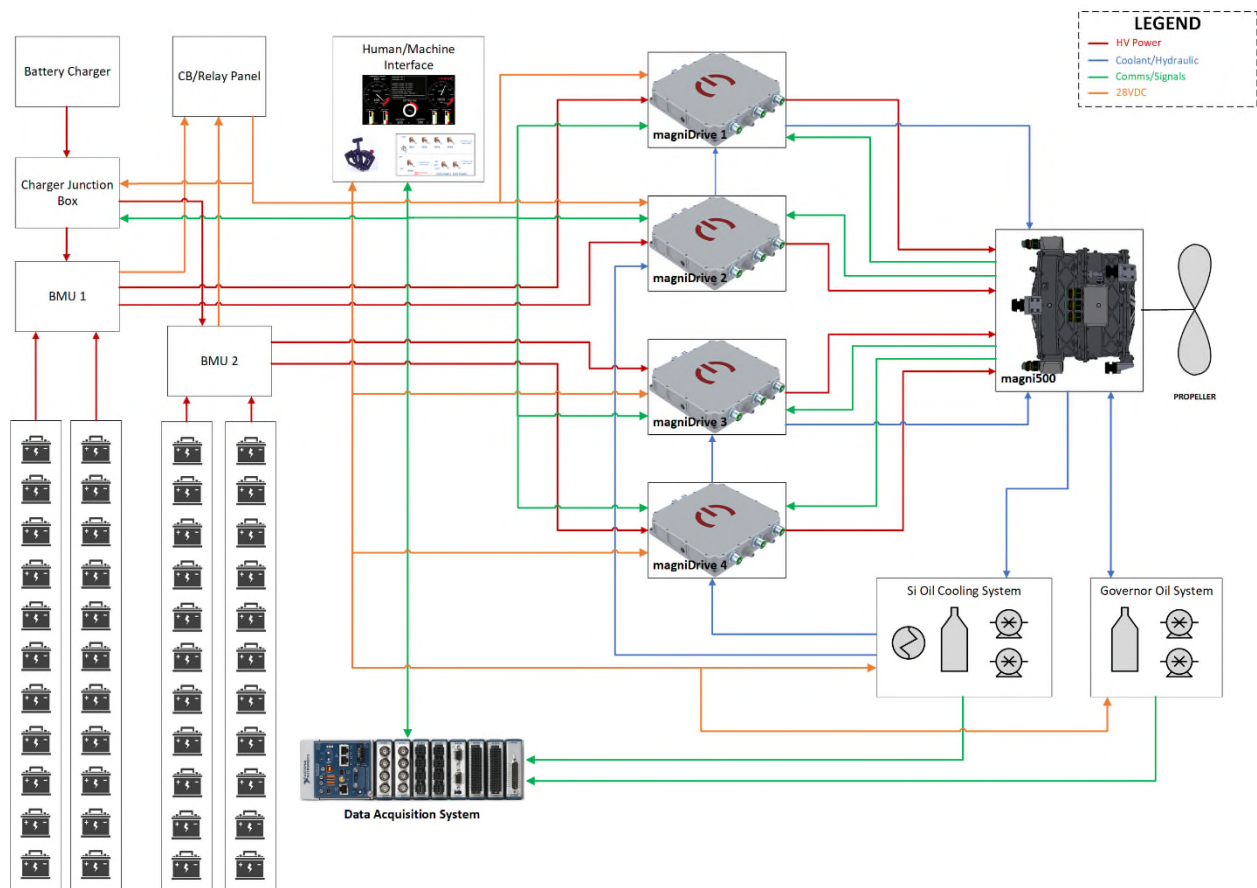 LEGEND
HV Power
Coolant/Hydraulic
Comms/Signals
28VDC
Battery Charger
CB/Relay Panel
Human/Machine
Interface
magniDrive 1
Charger Junction
Box
magniDrive 2
BMU 1
BMU 2
magniDrive 3
magni500
PROPELLER
magniDrive 4
Si Oil Cooling System
Governor Oil System
Data Acquisition System